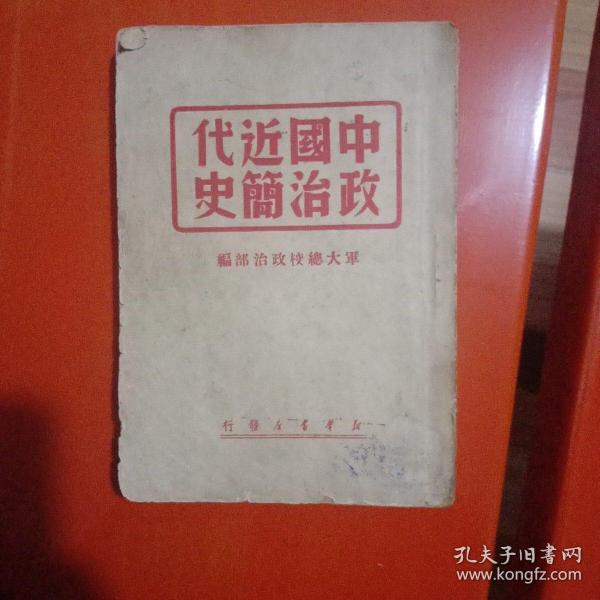 中國近代
政治簡史
軍大總校政治部編
新華書店發行
孔夫子旧书网
www.kongfz.com